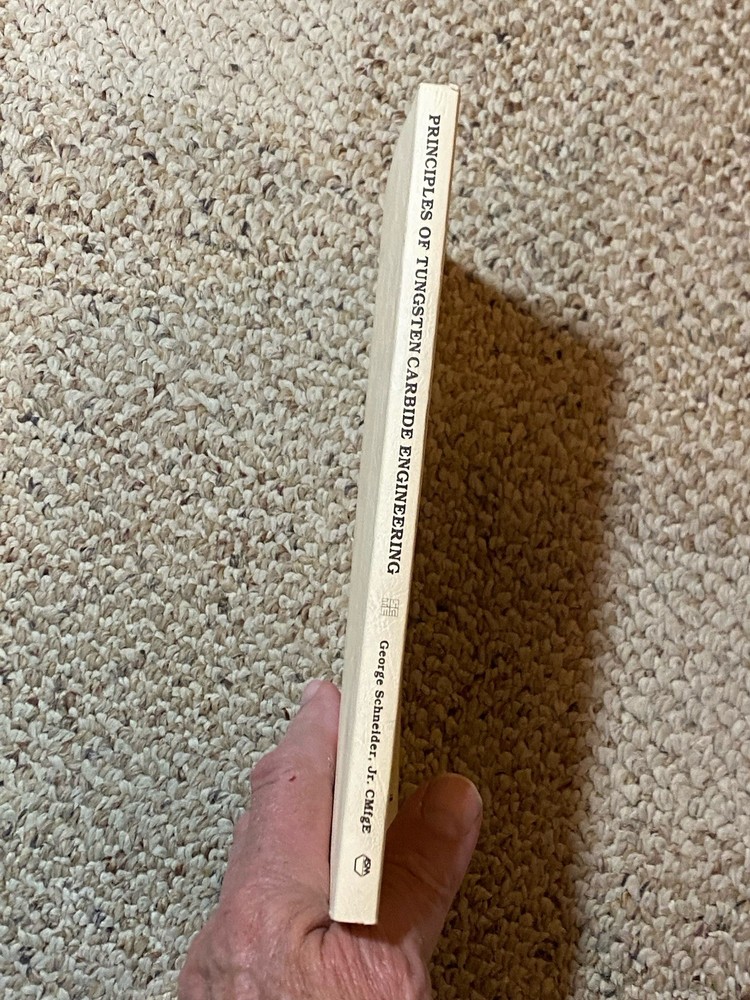 PRINCIPLES OF TUNGSTEN CARBIDE ENGINEERING
George Schneider, Jr. CMfgE